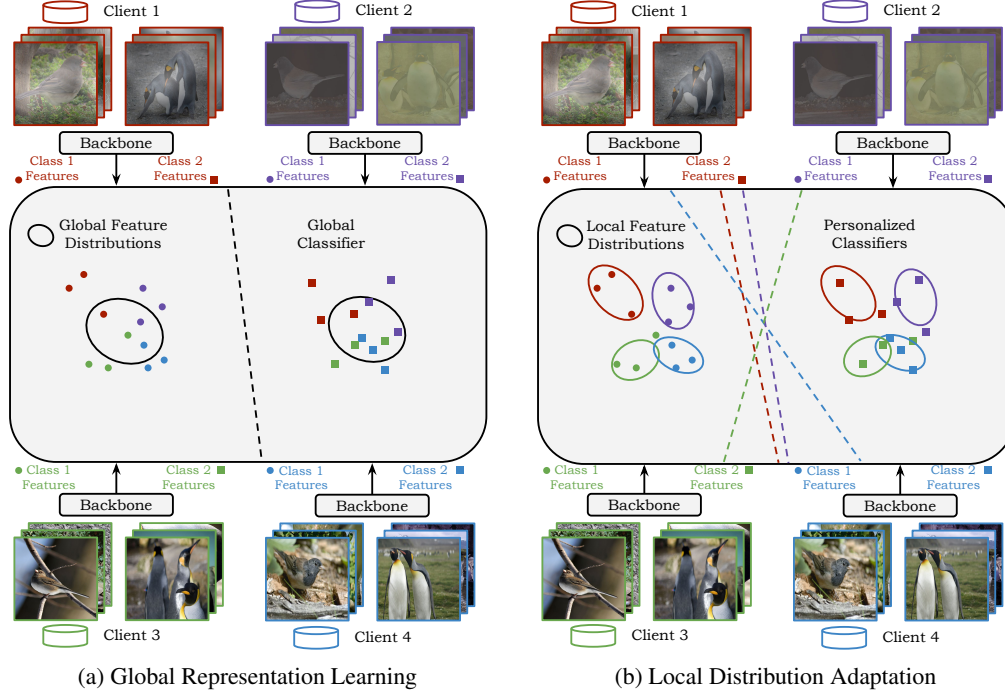 Client 1
Client 2
Backbone
Backbone
Class 1
Features
Class 2
Features
Class 1
Features
Class 2
Features
Global Feature
Distributions
Global
Classifier
Class 1
Features
Class 2
Features
Class 1
Features
Class 2
Features
Backbone
Backbone
Client 3
Client 4
(a) Global Representation Learning
Client 1
Client 2
Backbone
Backbone
Class 1
Features
Class 2
Features
Class 1
Features
Class 2
Features
Local Feature
Distributions
Personalized
Classifiers
Class 1
Features
Class 2
Features
Class 1
Features
Class 2
Features
Backbone
Backbone
Client 3
Client 4
(b) Local Distribution Adaptation